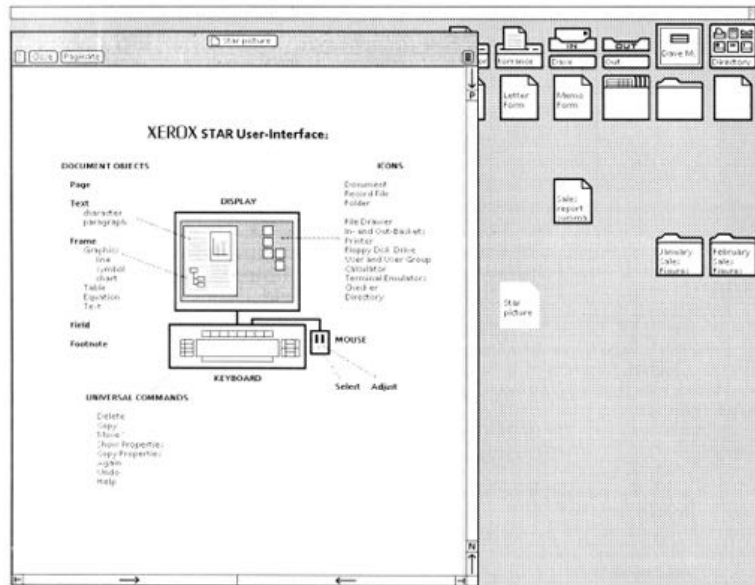 Star picture
Close Paginate
XEROX STAR User-Interface:
DOCUMENT OBJECTS
Page
Text
character
paragraph
Frame
Graphics
line
symbol
chart
Table
Equation
Text
Field
Footnote
DISPLAY
KEYBOARD
MOUSE
Select Adjust
ICONS
Document
Record File
Folder
File Drawer
In- and Out-Baskets
Printer
Floppy Disk Drive
User and User Group
Calculator
Terminal Emulators
Checker
Directory
UNIVERSAL COMMANDS
Delete
Copy
Move
Show Properties
Copy Properties
Again
Undo
Help
P
N
IN
OUT
Dave
Out
Dave M.
Directory
Letter
Form
Memo
Form
Sales
report
January
Sales
Figures
February
Sales
Figures
Star
picture